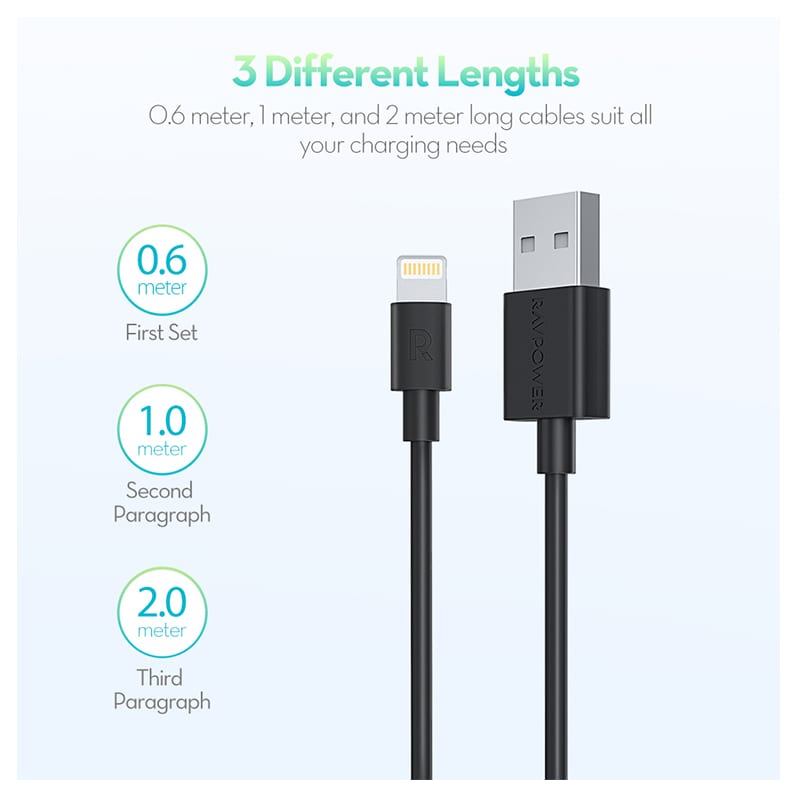 3 Different Lengths
0.6 meter, 1 meter, and 2 meter long cables suit all
your charging needs
0.6
meter
First Set
1.0
meter
Second
Paragraph
2.0
meter
Third
Paragraph
R
RAVPOWER